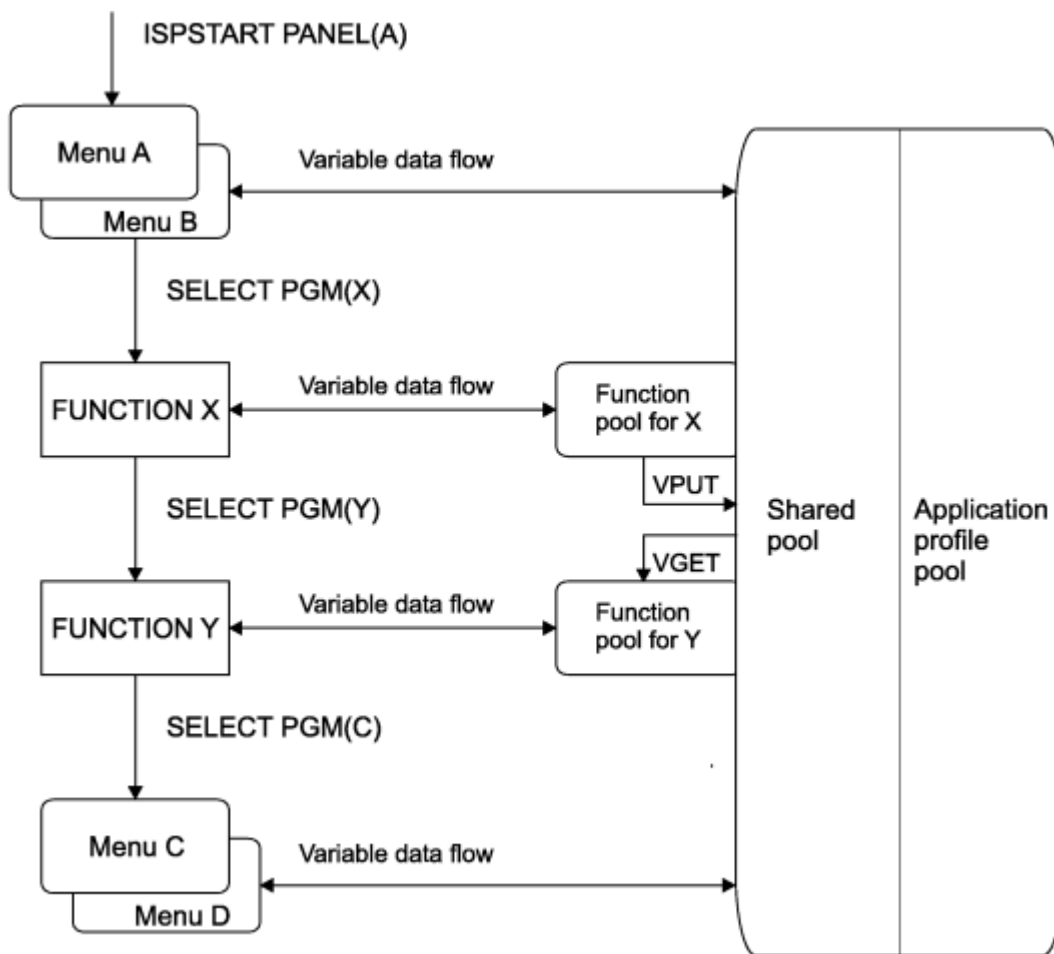 ISPSTART PANEL(A)
Menu A
Variable data flow
Menu B
SELECT PGM(X)
FUNCTION X
Variable data flow
Function
pool for X
VPUT
SELECT PGM(Y)
Shared
pool
Application
profile
pool
VGET
FUNCTION Y
Variable data flow
Function
pool for Y
SELECT PGM(C)
Menu C
Variable data flow
Menu D